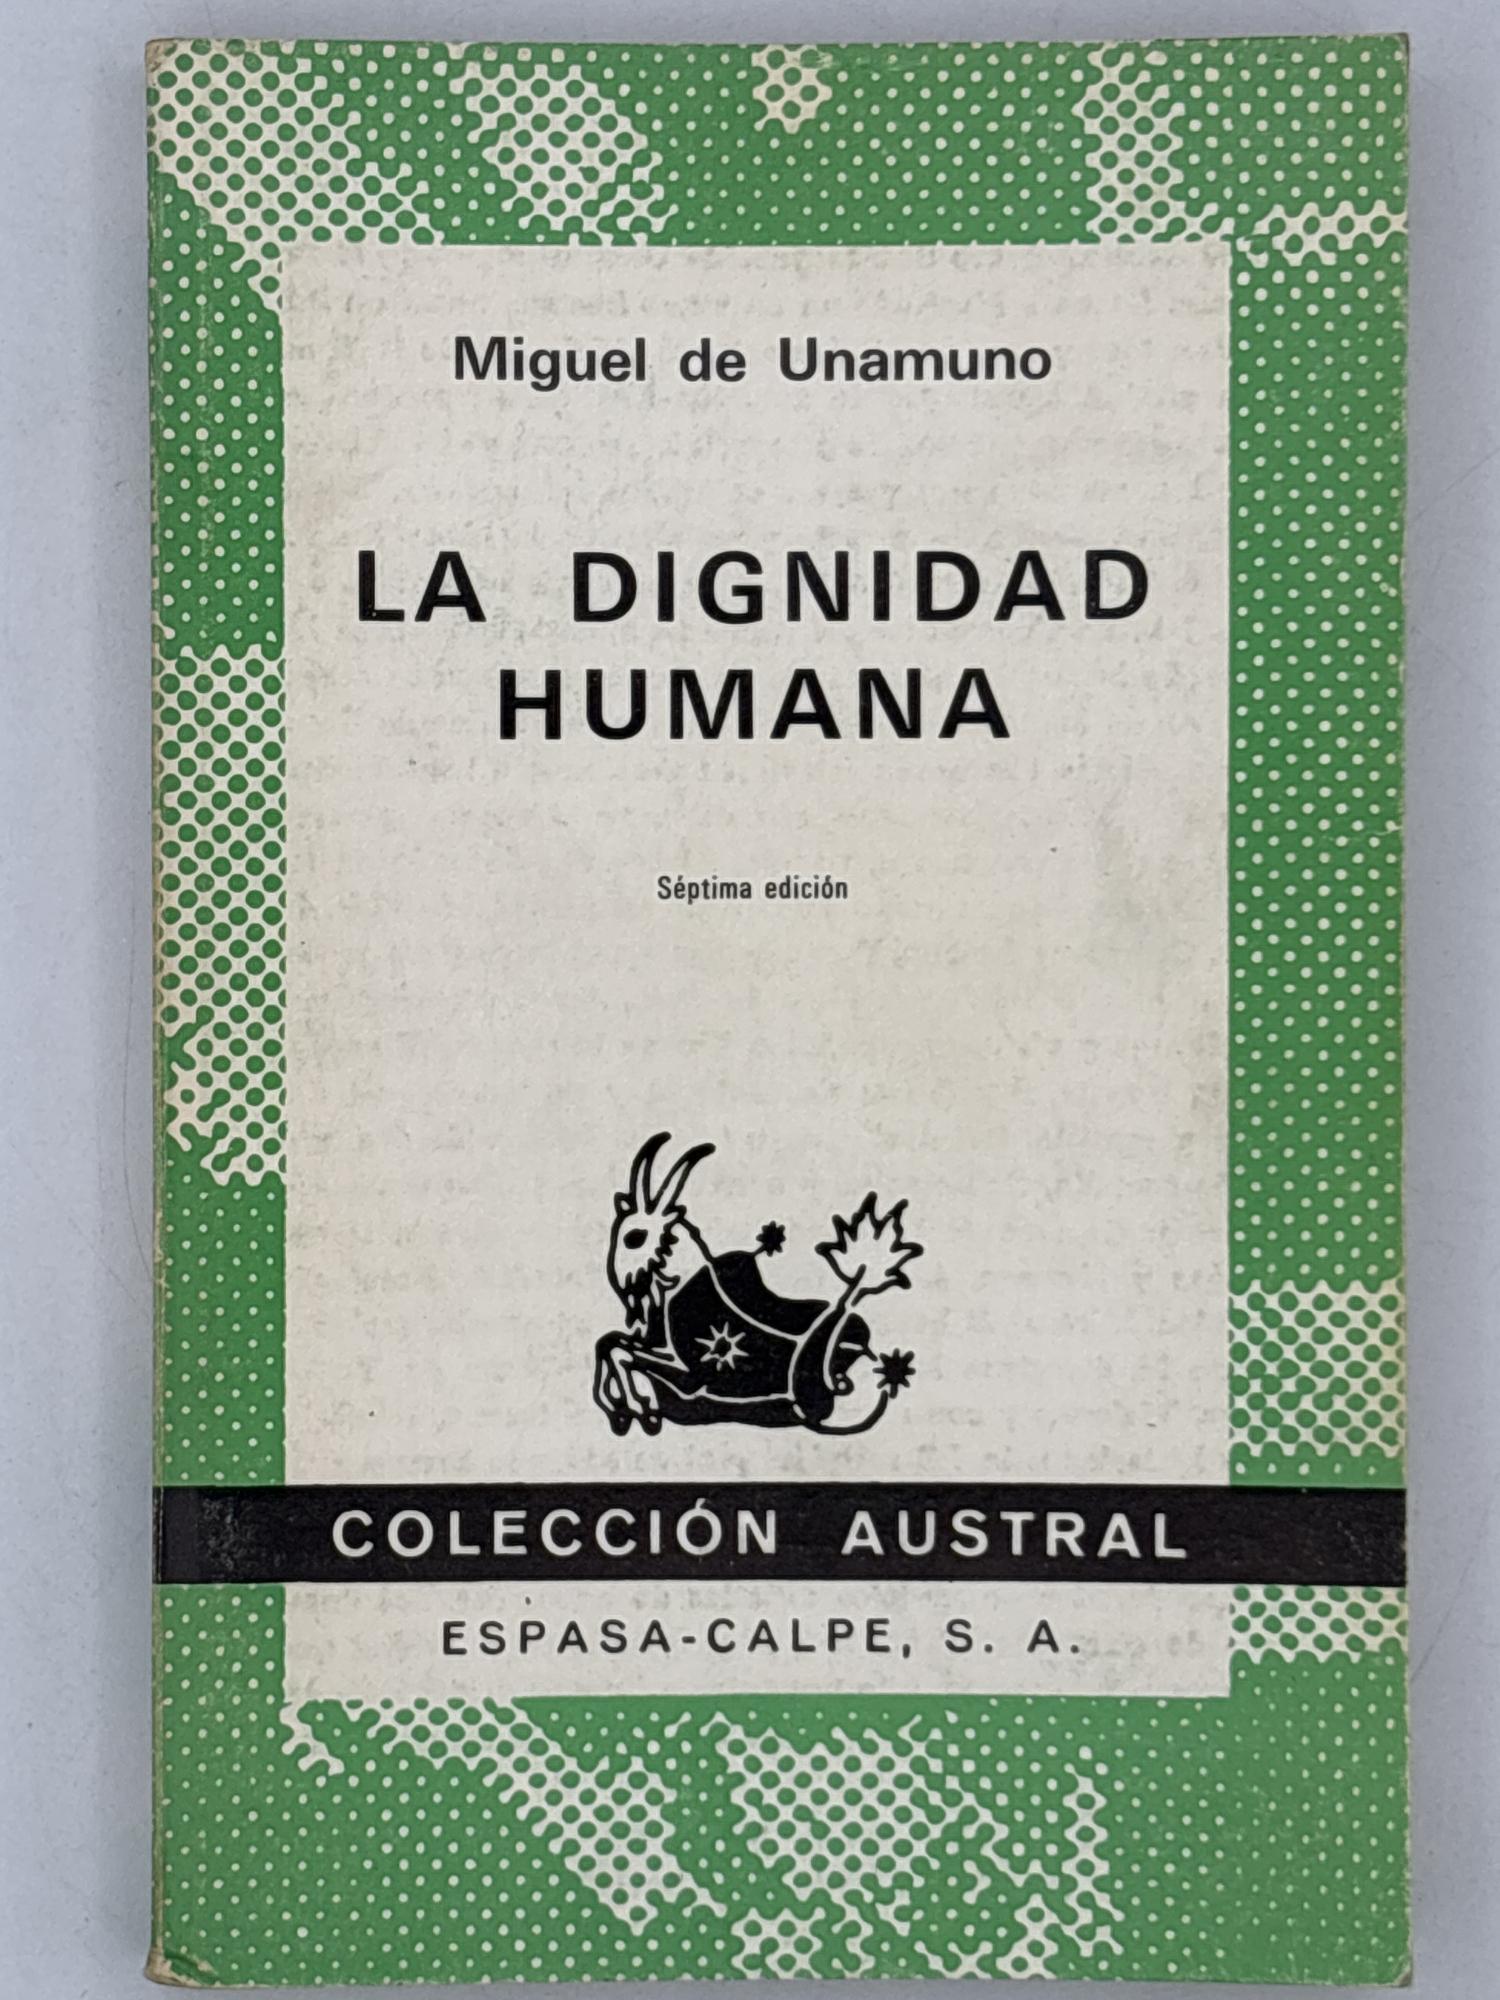 Miguel de Unamuno
LA DIGNIDAD
HUMANA
Séptima edición
COLECCIÓN AUSTRAL
ESPASA-CALPE, S. A.